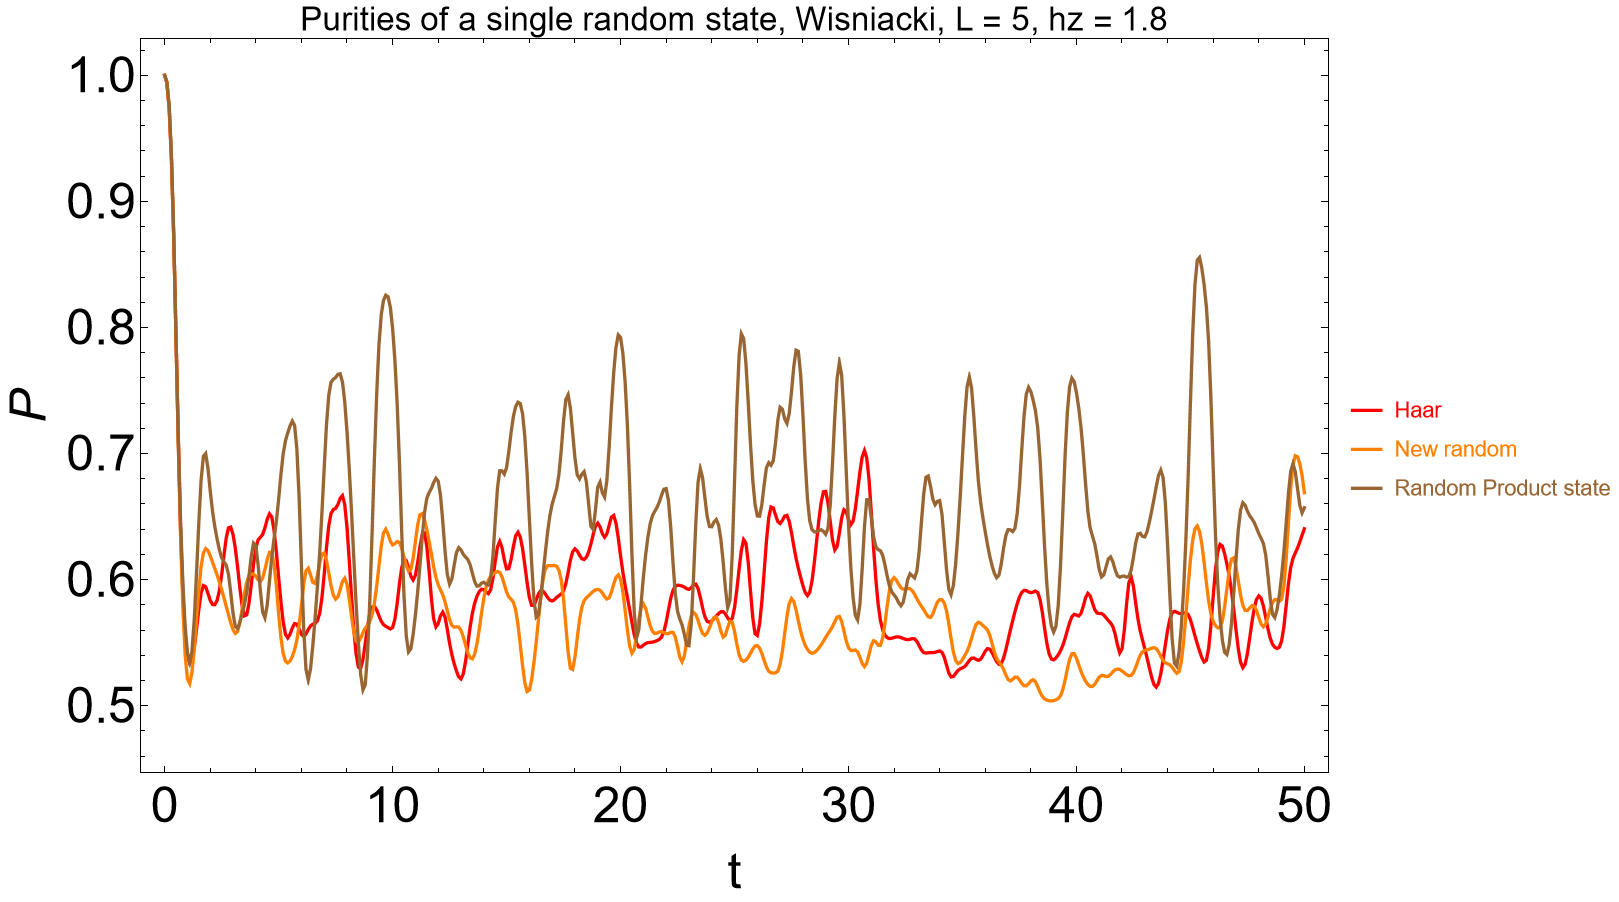 Purities of a single random state, Wisniacki, L = 5, hz = 1.8
1.0
0.9
0.8
0.7
0.6
0.5
P
0 10 20 30 40 50
t
Haar
New random
Random Product state